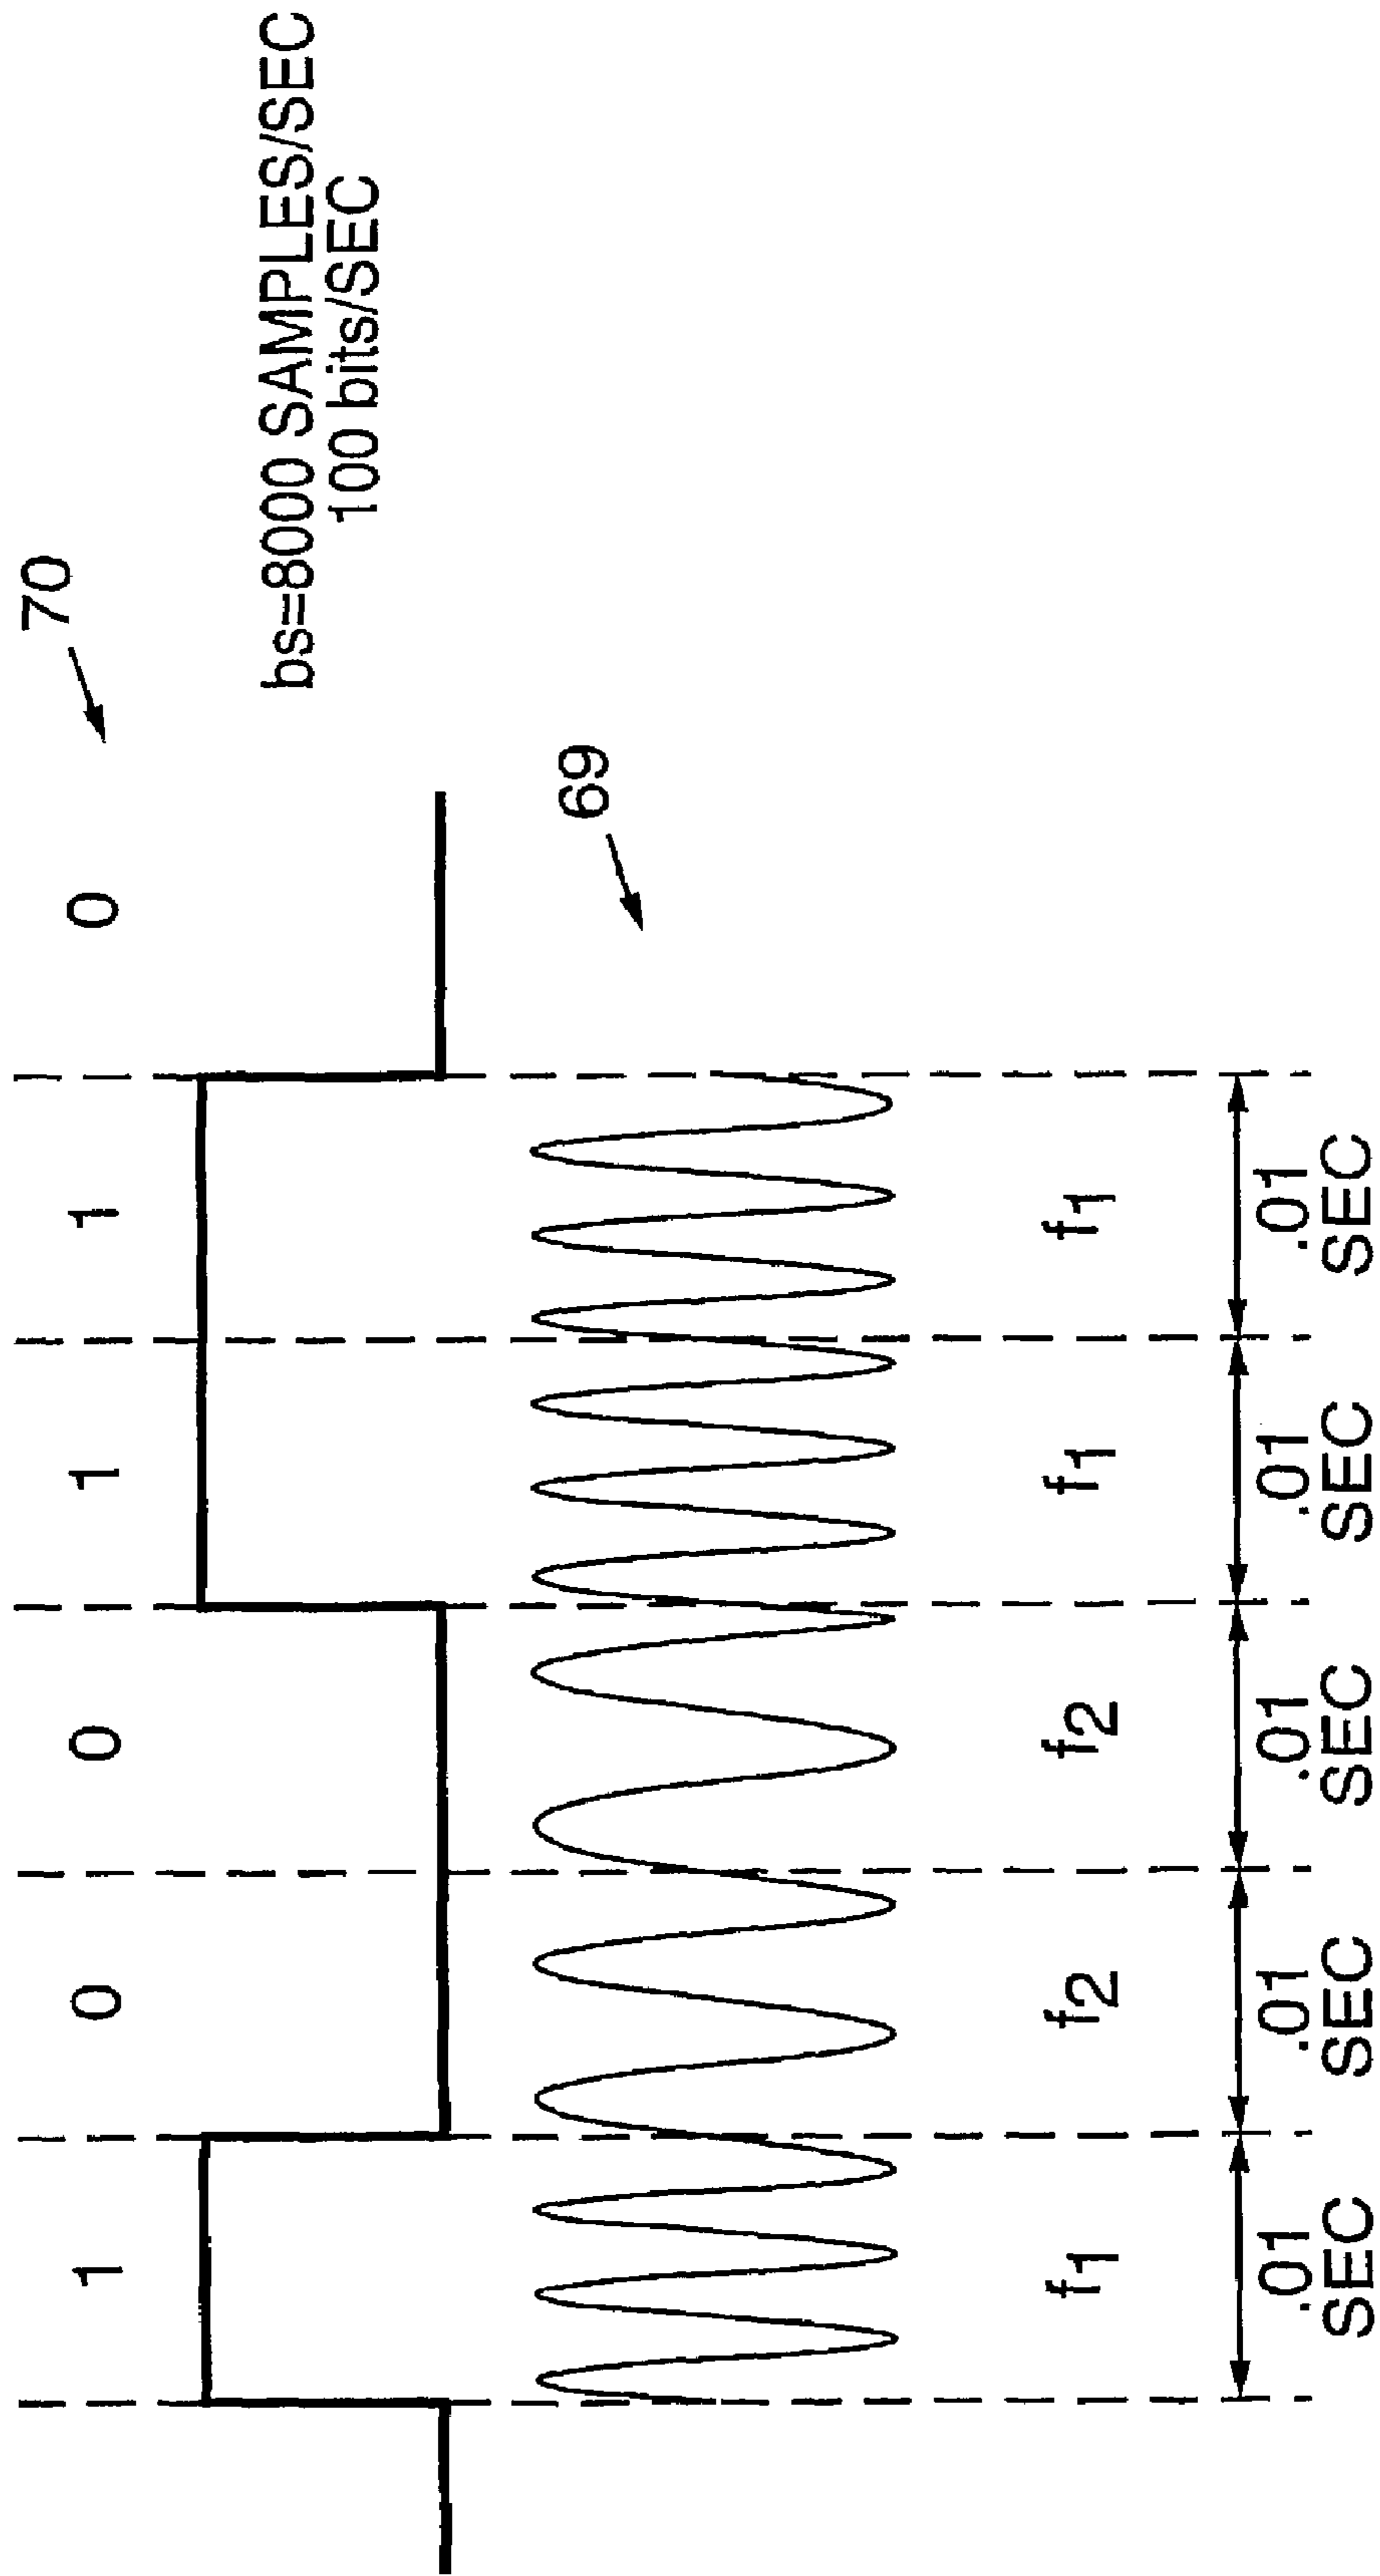 70
1 0 0 1 1 0
bs=8000 SAMPLES/SEC
100 bits/SEC
69
f1 f2 f2 f1 f1
.01 .01 .01 .01 .01
SEC SEC SEC SEC SEC